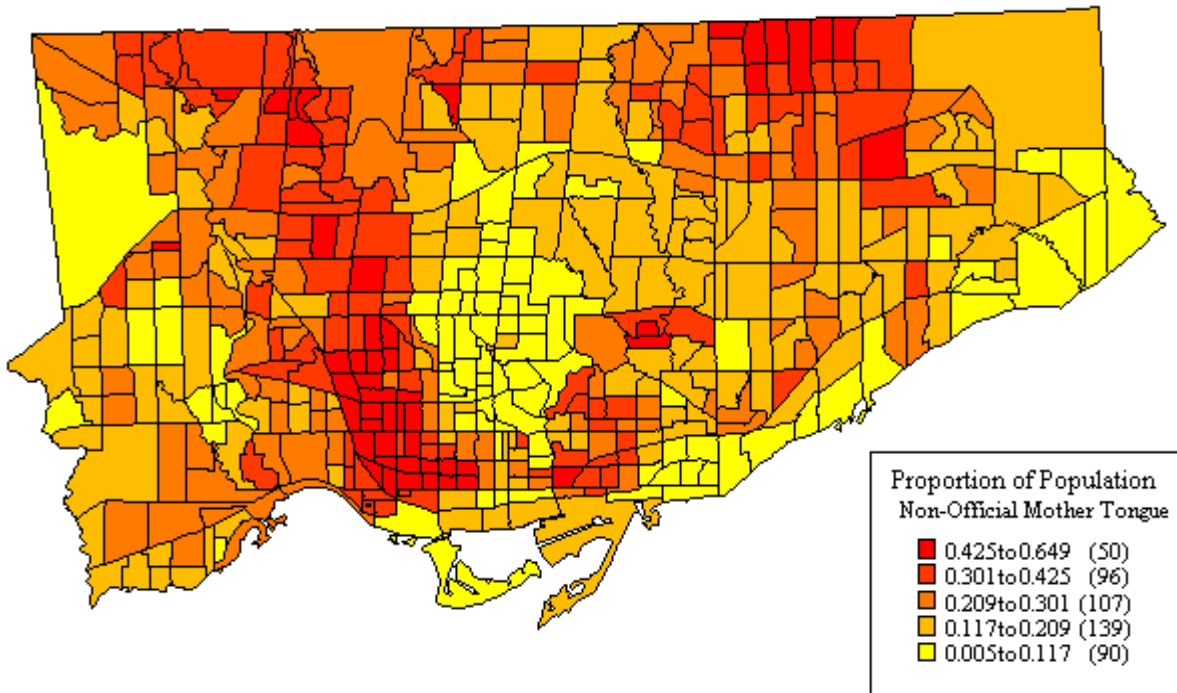 Proportion of Population
Non-Official Mother Tongue
0.425to0.649 (50)
0.301to0.425 (96)
0.209to0.301 (107)
0.117to0.209 (139)
0.005to0.117 (90)